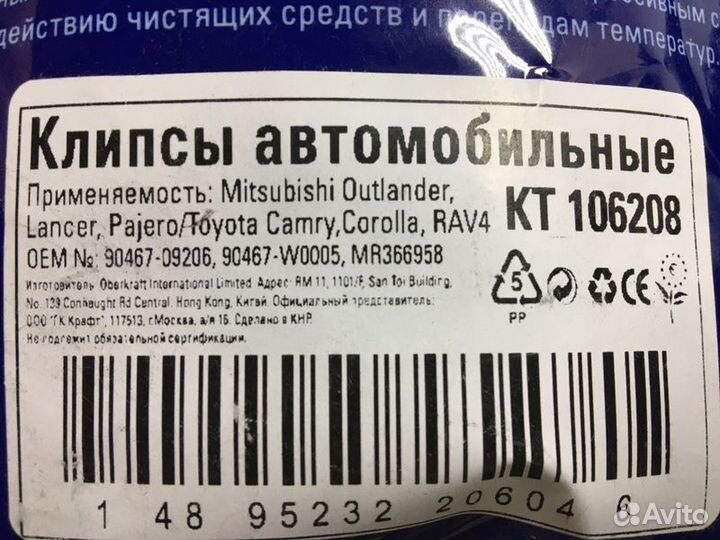 действию чистящих средств и перепадам температур.
Клипсы автомобильные
Применяемость: Mitsubishi Outlander,
Lancer, Pajero/Toyota Camry,Corolla, RAV4
KT 106208
OEM №: 90467-09206, 90467-W0005, MR366958
Изготовитель: Oberkraft International Limited. Адрес: RM 11, 1101/F, San Toi Building,
No. 139 Connaught Rd Central. Hong Kong, Китай. Официальный представитель:
ООО "ГК Крафт", 117513, г.Москва, а/я 16. Сделано в КНР.
Не подлежит обязательной сертификации.
5
PP
CE
1 48 95232 20604 6
Avito